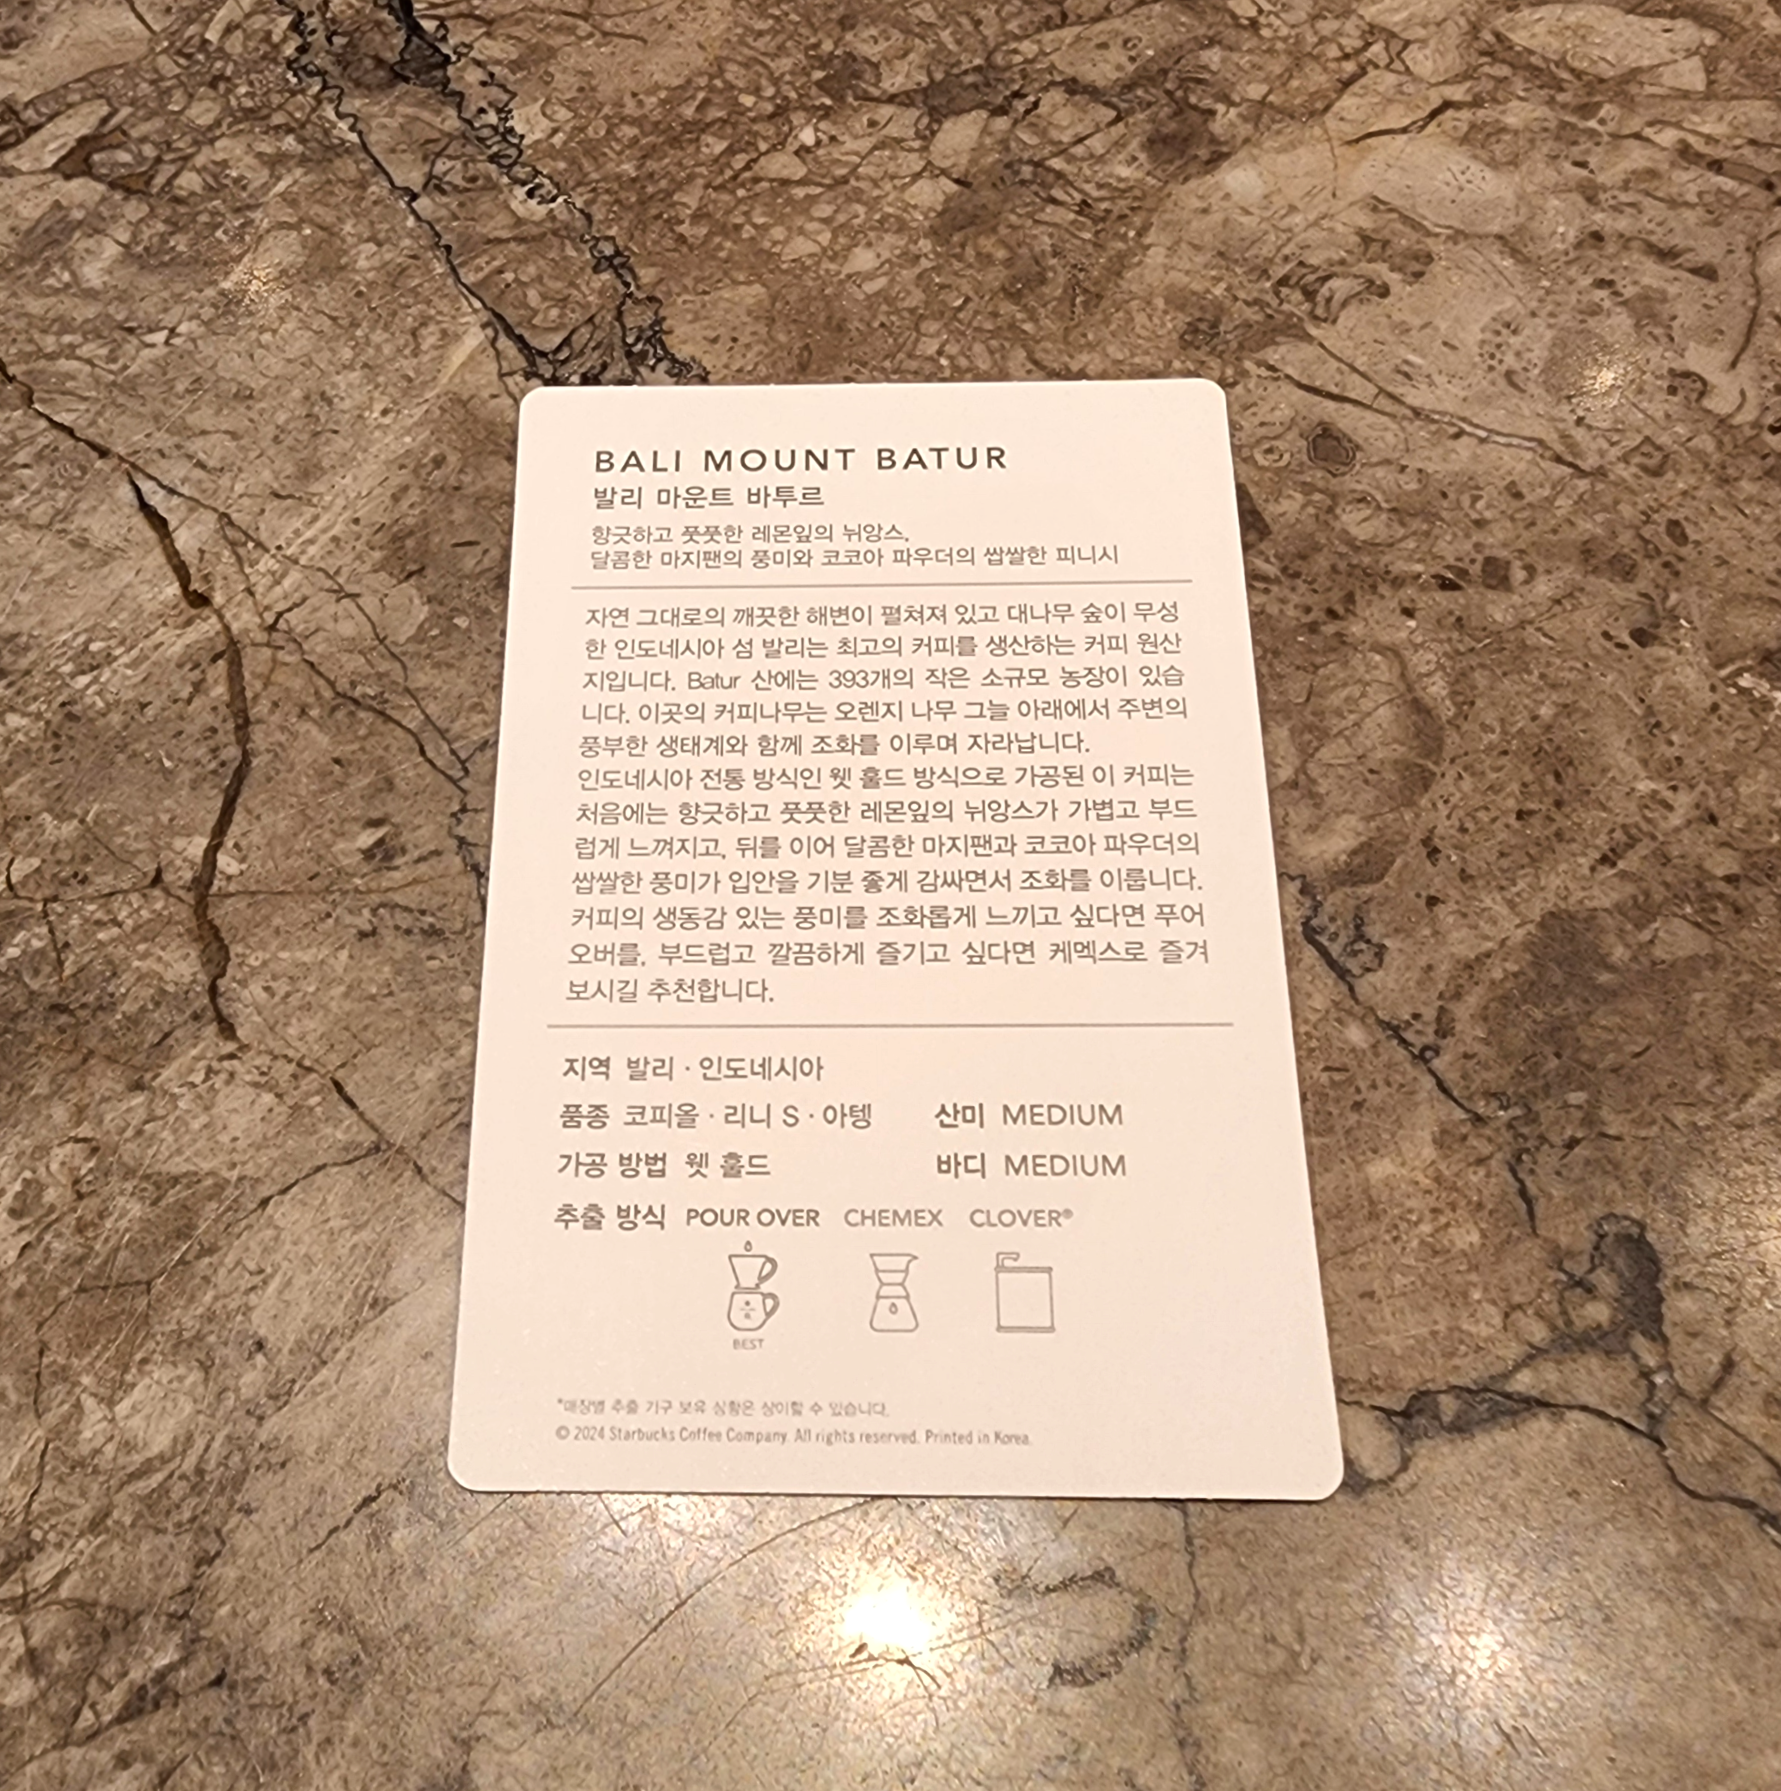 BALI MOUNT BATUR
발리 마운트 바투르
향긋하고 풋풋한 레몬잎의 뉘앙스,
달콤한 마지팬의 풍미와 코코아 파우더의 쌉쌀한 피니시
자연 그대로의 깨끗한 해변이 펼쳐져 있고 대나무 숲이 무성
한 인도네시아 섬 발리는 최고의 커피를 생산하는 커피 원산
지입니다. Batur 산에는 393개의 작은 소규모 농장이 있습
니다. 이곳의 커피나무는 오렌지 나무 그늘 아래에서 주변의
풍부한 생태계와 함께 조화를 이루며 자라납니다.
인도네시아 전통 방식인 웻 훌드 방식으로 가공된 이 커피는
처음에는 향긋하고 풋풋한 레몬잎의 뉘앙스가 가볍고 부드
럽게 느껴지고, 뒤를 이어 달콤한 마지팬과 코코아 파우더의
쌉쌀한 풍미가 입안을 기분 좋게 감싸면서 조화를 이룹니다.
커피의 생동감 있는 풍미를 조화롭게 느끼고 싶다면 푸어
오버를, 부드럽고 깔끔하게 즐기고 싶다면 케멕스로 즐겨
보시길 추천합니다.
지역 발리 · 인도네시아
품종 코피올 · 리니 S · 아텡 산미 MEDIUM
가공 방법 웻 훌드 바디 MEDIUM
추출 방식 POUR OVER CHEMEX CLOVER®
BEST
*매장별 추출 기구 보유 상황은 상이할 수 있습니다.
© 2024 Starbucks Coffee Company. All rights reserved. Printed in Korea.